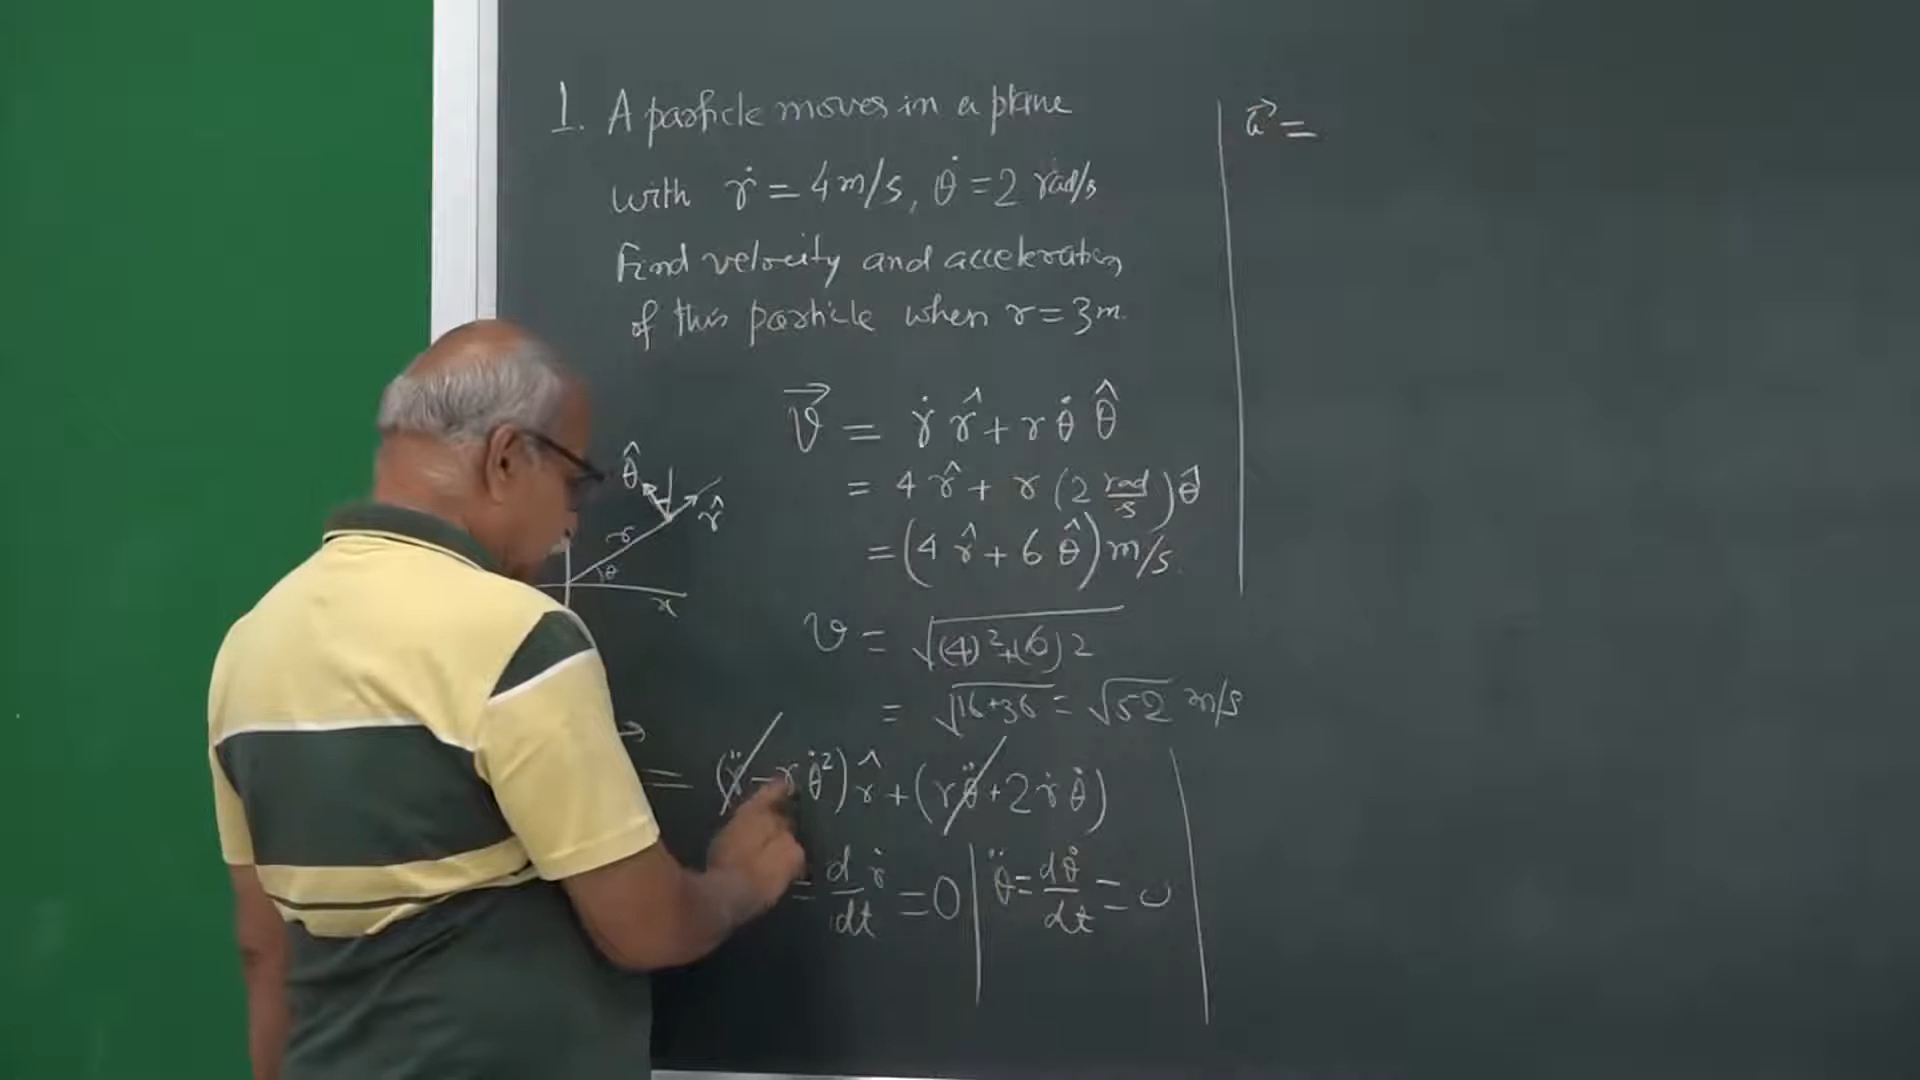 1. A particle moves in a plane
with ṙ = 4 m/s, θ̇ = 2 rad/s
Find velocity and acceleration
of this particle when r = 3 m.
v⃗ = ṙ r̂ + r θ̇ θ̂
= 4 r̂ + r (2 rad/s) θ̂
= (4 r̂ + 6 θ̂) m/s.
θ̂
r̂
r
θ
x
v = √((4)² + (6)2)
= √(16+36) = √52 m/s
= (r̈ − r θ̇²) r̂ + (r θ̈ + 2 ṙ θ̇)
= d/dt ṙ = 0 | θ̈ = dθ̇/dt = 0
a⃗ =